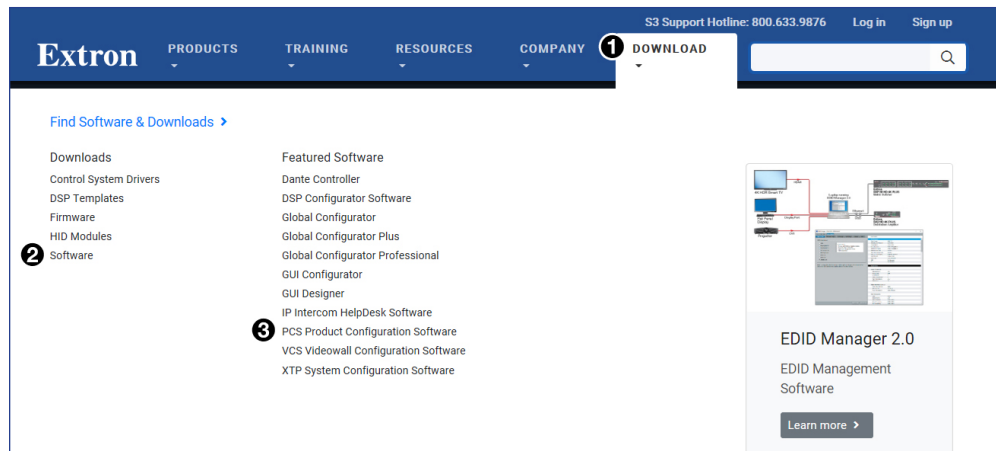 S3 Support Hotline: 800.633.9876 Log in Sign up
Extron PRODUCTS TRAINING RESOURCES COMPANY 1 DOWNLOAD
Find Software & Downloads >
Downloads
Control System Drivers
DSP Templates
Firmware
HID Modules
2 Software
Featured Software
Dante Controller
DSP Configurator Software
Global Configurator
Global Configurator Plus
Global Configurator Professional
GUI Configurator
GUI Designer
IP Intercom HelpDesk Software
3 PCS Product Configuration Software
VCS Videowall Configuration Software
XTP System Configuration Software
EDID Manager 2.0
EDID Management
Software
Learn more >